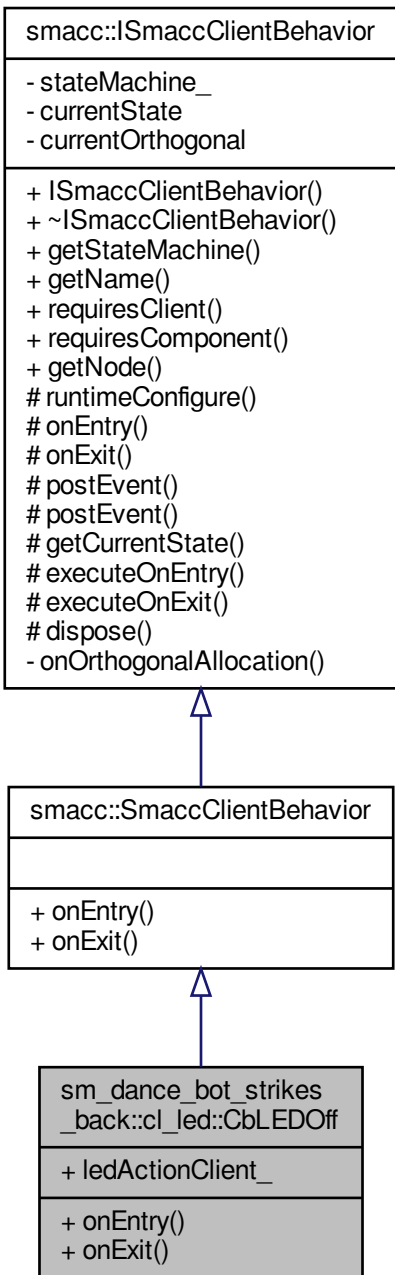 smacc::ISmaccClientBehavior
- stateMachine_
- currentState
- currentOrthogonal
+ ISmaccClientBehavior()
+ ~ISmaccClientBehavior()
+ getStateMachine()
+ getName()
+ requiresClient()
+ requiresComponent()
+ getNode()
# runtimeConfigure()
# onEntry()
# onExit()
# postEvent()
# postEvent()
# getCurrentState()
# executeOnEntry()
# executeOnExit()
# dispose()
- onOrthogonalAllocation()
smacc::SmaccClientBehavior
+ onEntry()
+ onExit()
sm_dance_bot_strikes
_back::cl_led::CbLEDOff
+ ledActionClient_
+ onEntry()
+ onExit()